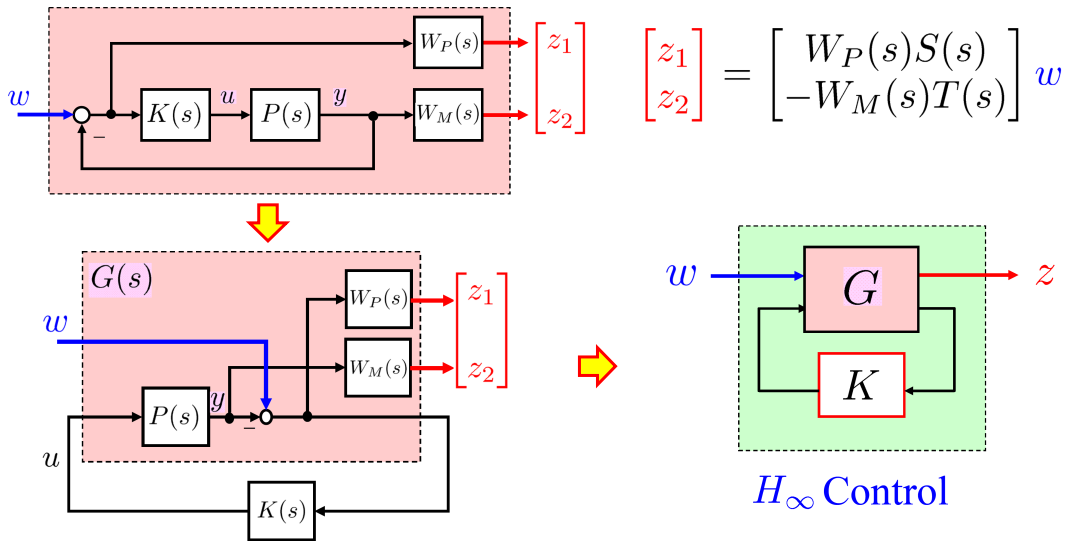 W_P(s)
[z_1
z_2]
[z_1
z_2] = [W_P(s)S(s)
−W_M(s)T(s)] w
w
−
K(s)
u
P(s)
y
W_M(s)
G(s)
w
W_P(s)
W_M(s)
[z_1
z_2]
P(s)
y
−
u
K(s)
w
G
z
K
H_∞ Control